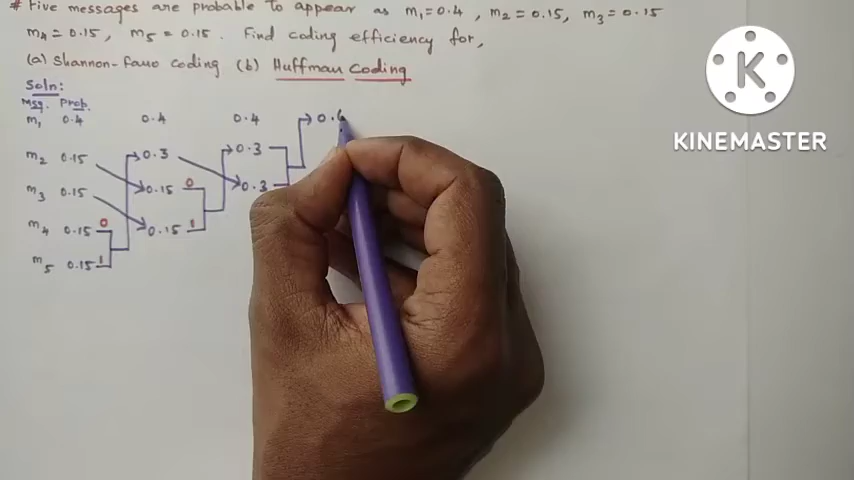 # Five messages are probable to appear as m₁=0.4, m₂=0.15, m₃=0.15
m₄=0.15, m₅=0.15. Find coding efficiency for,
(a) Shannon-fano coding (b) Huffman Coding
Soln:
Msg. Prob.
m₁ 0.4 0.4 0.4 0.6
m₂ 0.15 0.3 0.3
m₃ 0.15 0.15 0 0.3
m₄ 0.15 0 0.15 1
m₅ 0.15 1
K
KINEMASTER